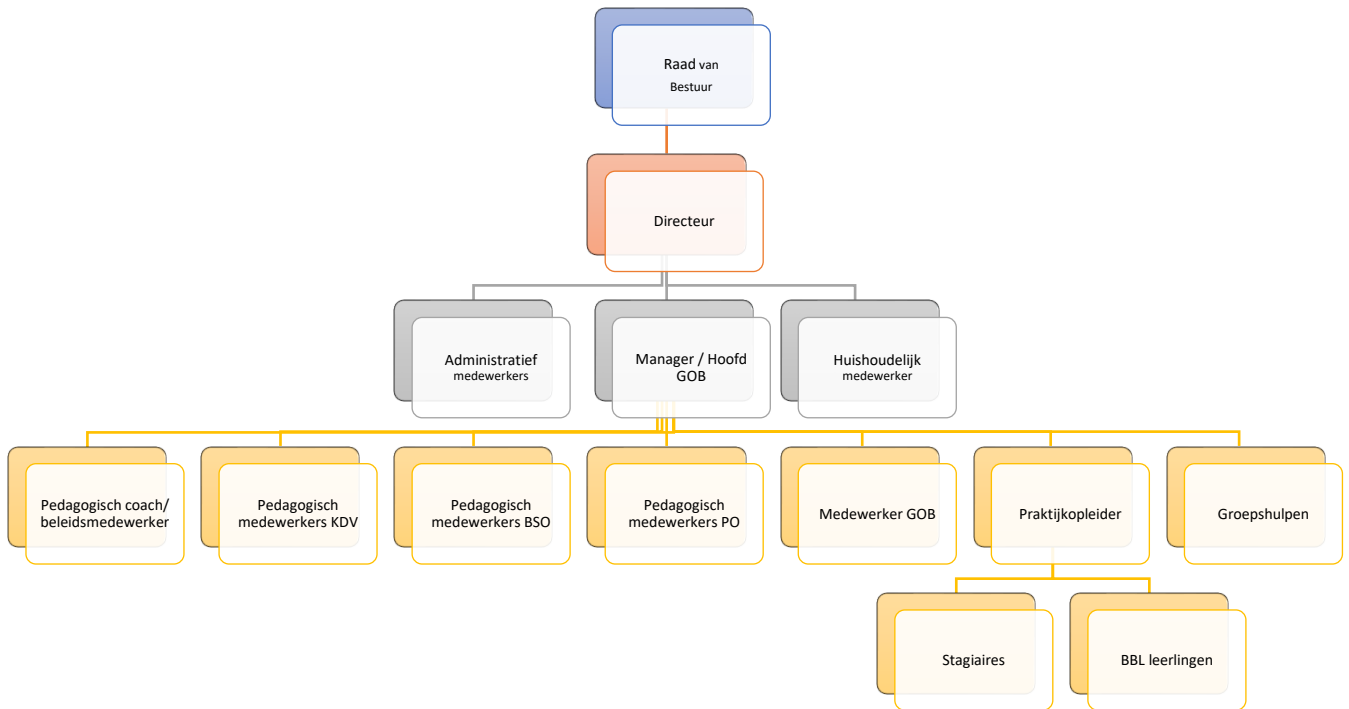 Raad van
Bestuur
Directeur
Administratief
medewerkers
Manager / Hoofd
GOB
Huishoudelijk
medewerker
Pedagogisch coach/
beleidsmedewerker
Pedagogisch
medewerkers KDV
Pedagogisch
medewerkers BSO
Pedagogisch
medewerkers PO
Medewerker GOB
Praktijkopleider
Groepshulpen
Stagiaires
BBL leerlingen